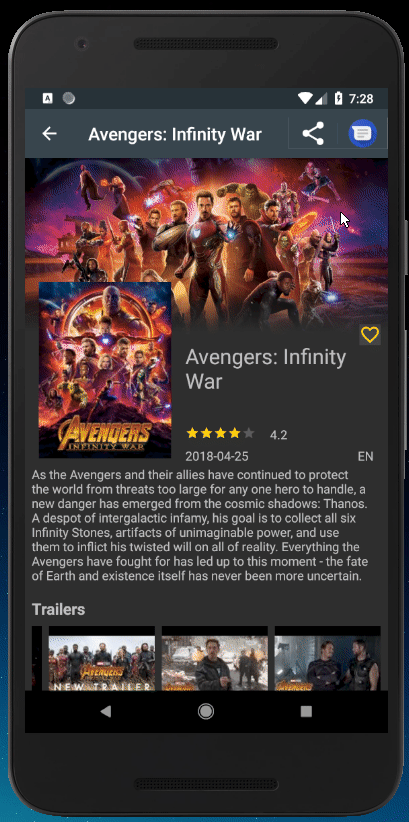 A
7:28
Avengers: Infinity War
AVENGERS
INFINITY WAR
Avengers: Infinity
War
4.2
2018-04-25
EN
As the Avengers and their allies have continued to protect
the world from threats too large for any one hero to handle, a
new danger has emerged from the cosmic shadows: Thanos.
A despot of intergalactic infamy, his goal is to collect all six
Infinity Stones, artifacts of unimaginable power, and use
them to inflict his twisted will on all of reality. Everything the
Avengers have fought for has led up to this moment - the fate
of Earth and existence itself has never been more uncertain.
Trailers
AVENGERS
NEW TRAILER